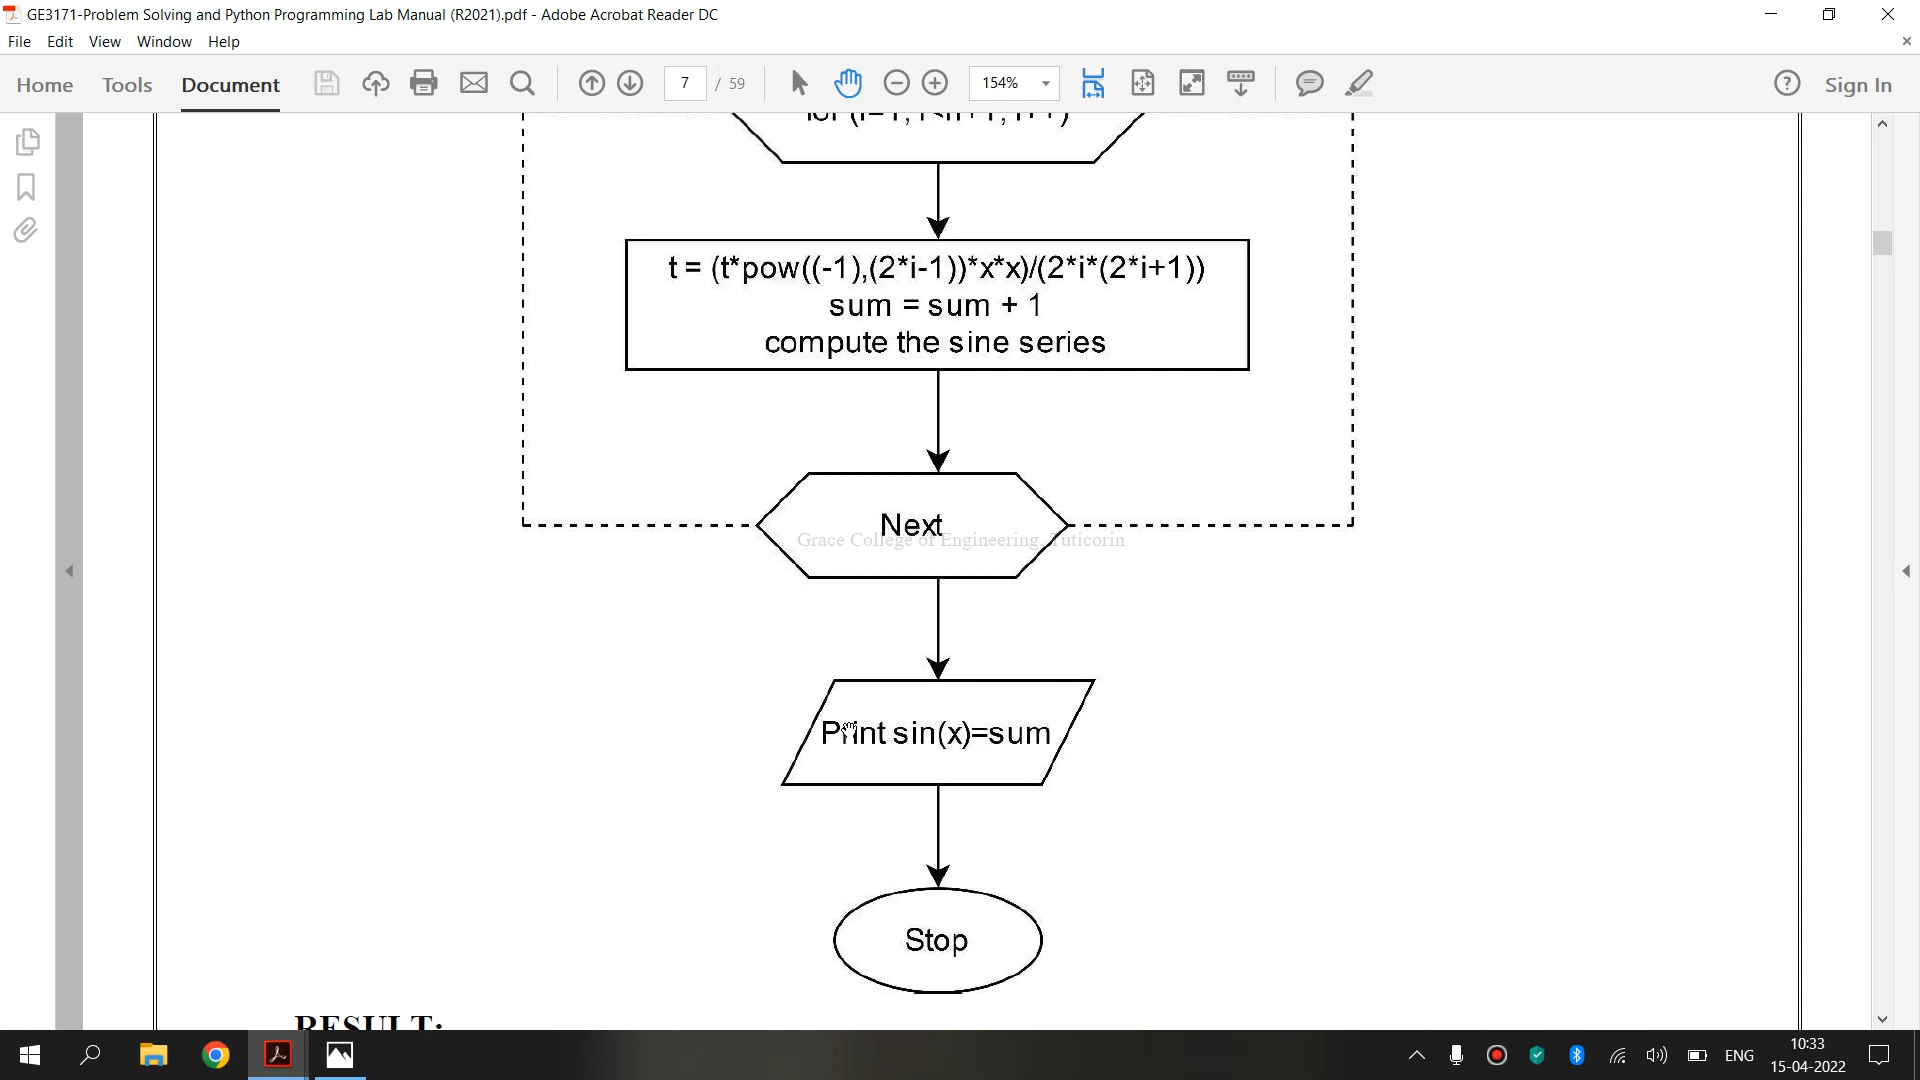 GE3171-Problem Solving and Python Programming Lab Manual (R2021).pdf - Adobe Acrobat Reader DC
File Edit View Window Help
Home Tools Document 7 / 59 154% Sign In
t = (t*pow((-1),(2*i-1))*x*x)/(2*i*(2*i+1))
sum = sum + 1
compute the sine series
Next
Grace College of Engineering, Tuticorin
Print sin(x)=sum
Stop
RESULT:
ENG
10:33
15-04-2022